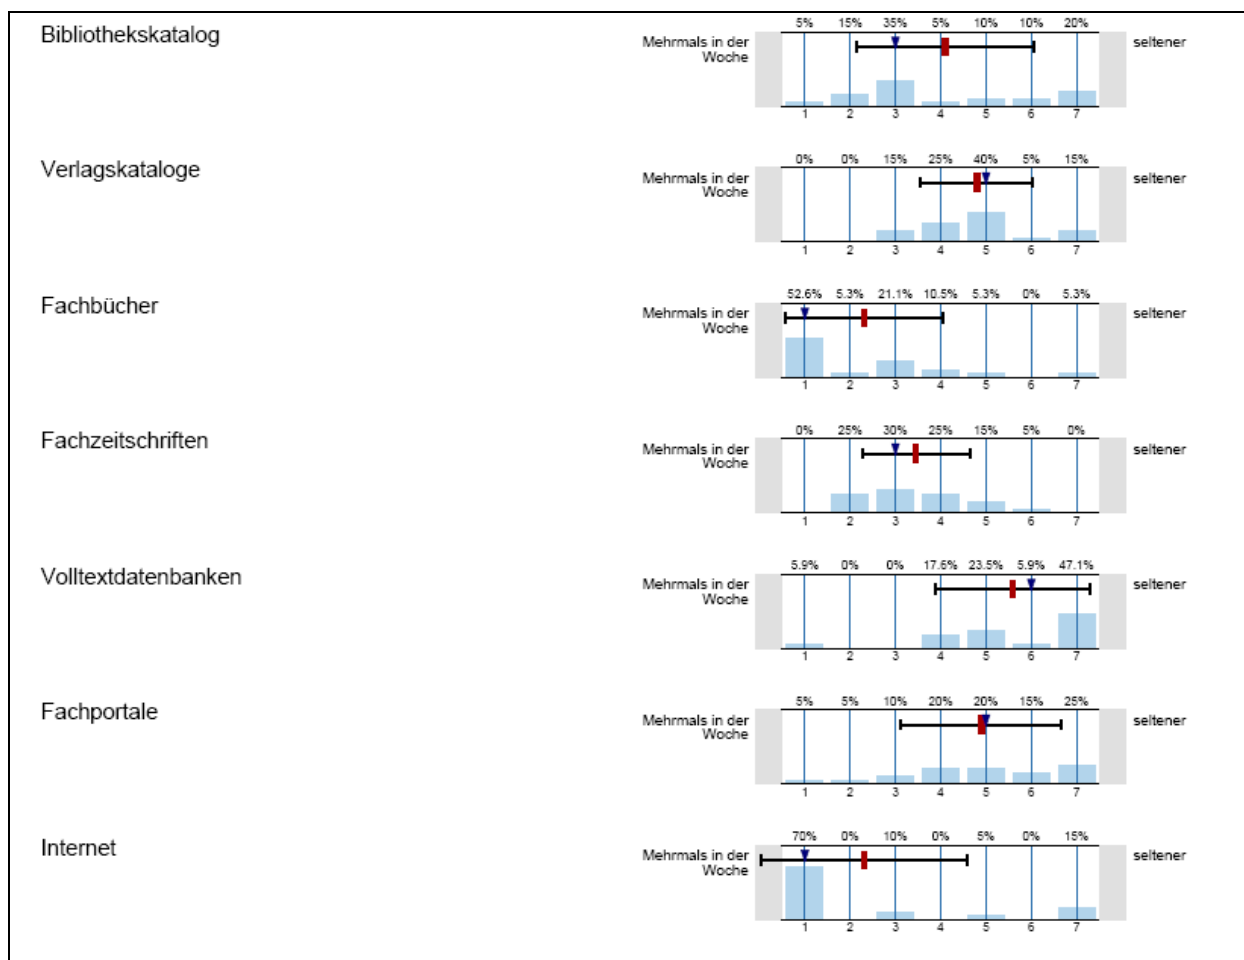 Bibliothekskatalog
5% 15% 35% 5% 10% 10% 20%
Mehrmals in der
Woche
seltener
1 2 3 4 5 6 7
Verlagskataloge
0% 0% 15% 25% 40% 5% 15%
Mehrmals in der
Woche
seltener
1 2 3 4 5 6 7
Fachbücher
52.6% 5.3% 21.1% 10.5% 5.3% 0% 5.3%
Mehrmals in der
Woche
seltener
1 2 3 4 5 6 7
Fachzeitschriften
0% 25% 30% 25% 15% 5% 0%
Mehrmals in der
Woche
seltener
1 2 3 4 5 6 7
Volltextdatenbanken
5.9% 0% 0% 17.6% 23.5% 5.9% 47.1%
Mehrmals in der
Woche
seltener
1 2 3 4 5 6 7
Fachportale
5% 5% 10% 20% 20% 15% 25%
Mehrmals in der
Woche
seltener
1 2 3 4 5 6 7
Internet
70% 0% 10% 0% 5% 0% 15%
Mehrmals in der
Woche
seltener
1 2 3 4 5 6 7